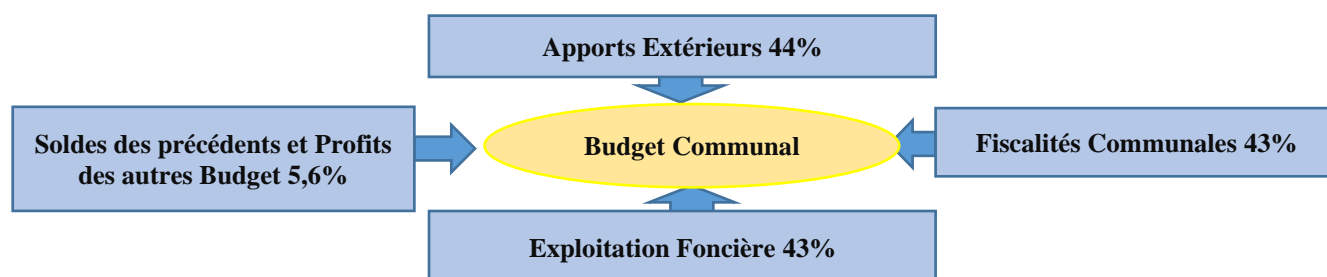 Apports Extérieurs 44%
Soldes des précédents et Profits
des autres Budget 5,6%
Budget Communal
Fiscalités Communales 43%
Exploitation Foncière 43%